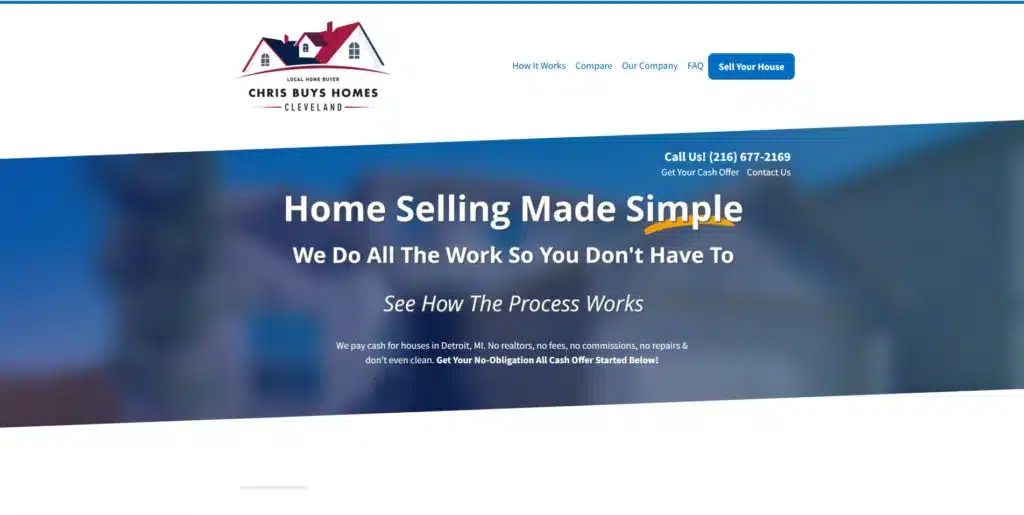 LOCAL HOME BUYER
CHRIS BUYS HOMES
CLEVELAND
How It Works Compare Our Company FAQ Sell Your House
Call Us! (216) 677-2169
Get Your Cash Offer Contact Us
Home Selling Made Simple
We Do All The Work So You Don't Have To
See How The Process Works
We pay cash for houses in Detroit, MI. No realtors, no fees, no commissions, no repairs &
don't even clean. Get Your No-Obligation All Cash Offer Started Below!